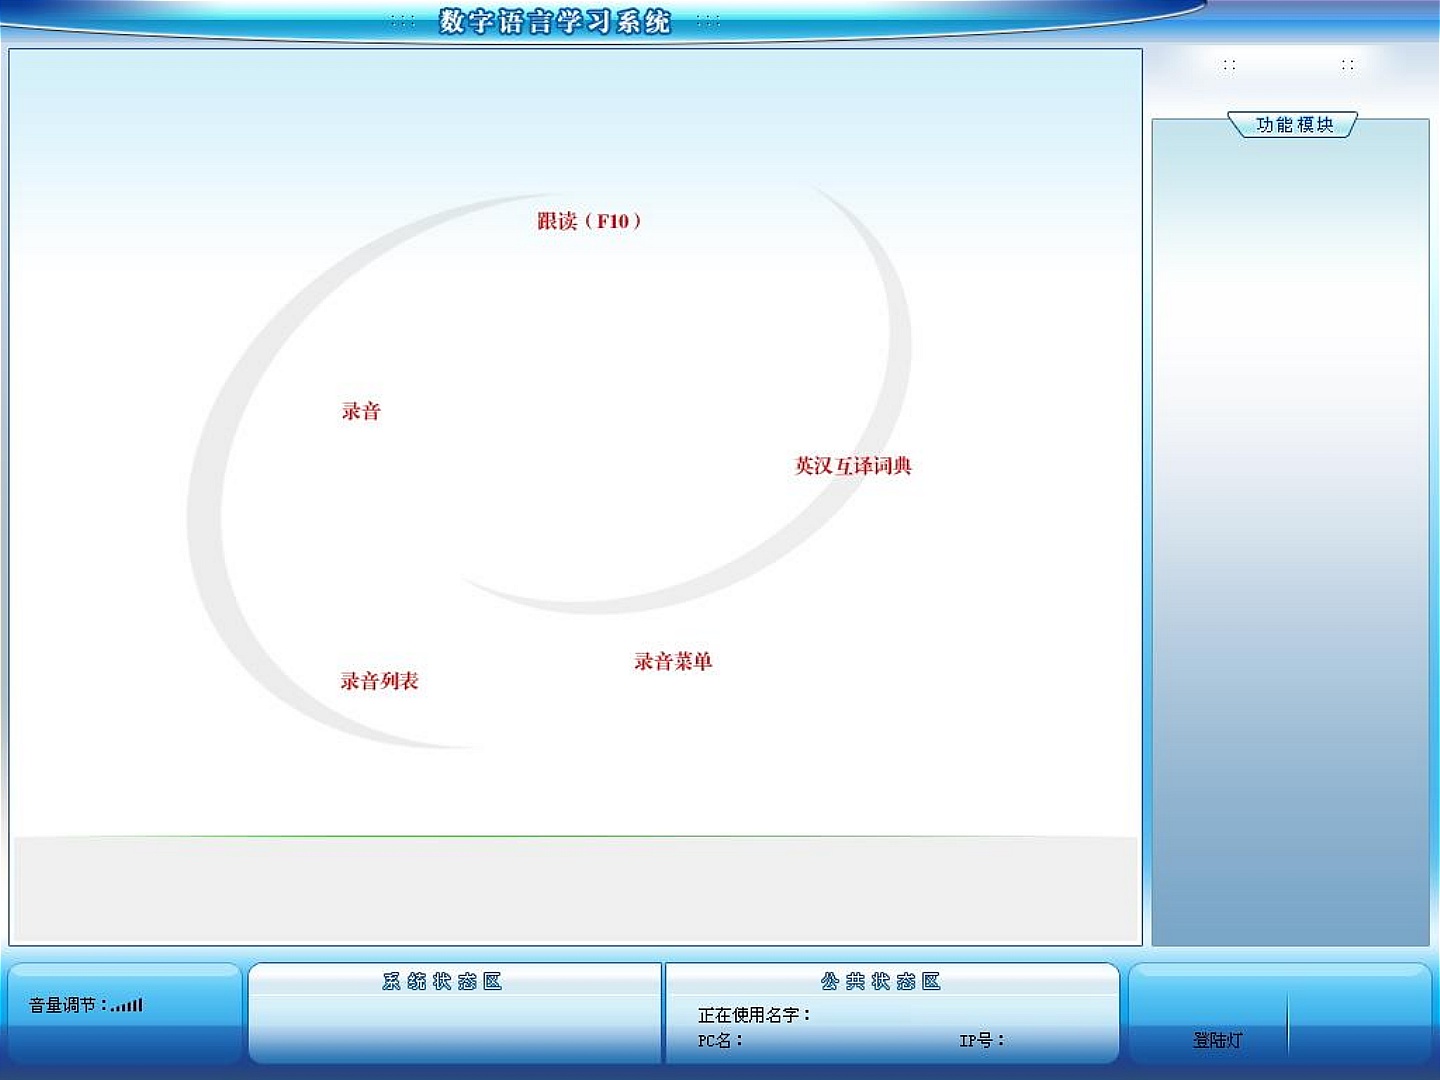 数字语言学习系统
功能模块
跟读（F10）
录音
英汉互译词典
录音菜单
录音列表
系统状态区
公共状态区
音量调节：
正在使用名字：
PC名：
IP号：
登陆灯